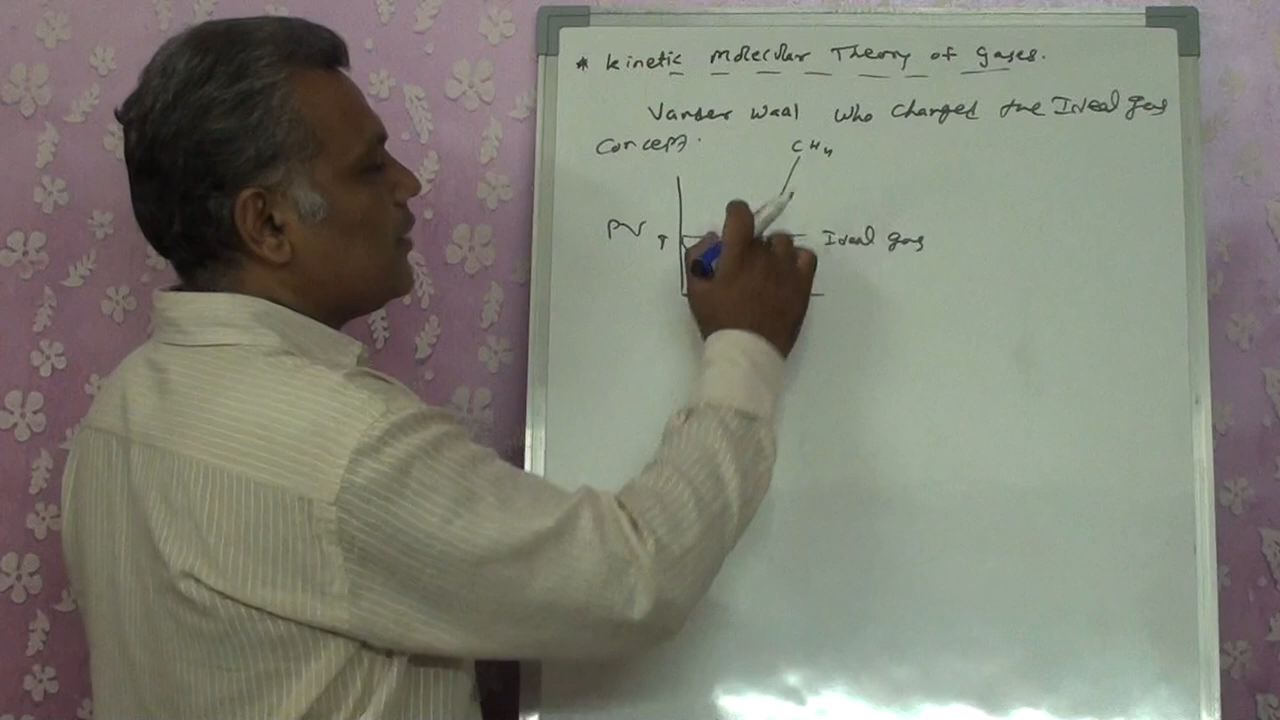 * kinetic molecular Theory of gases.
Vander waal who changed the Ideal gas
Concept.
CH4
PV
Ideal gas